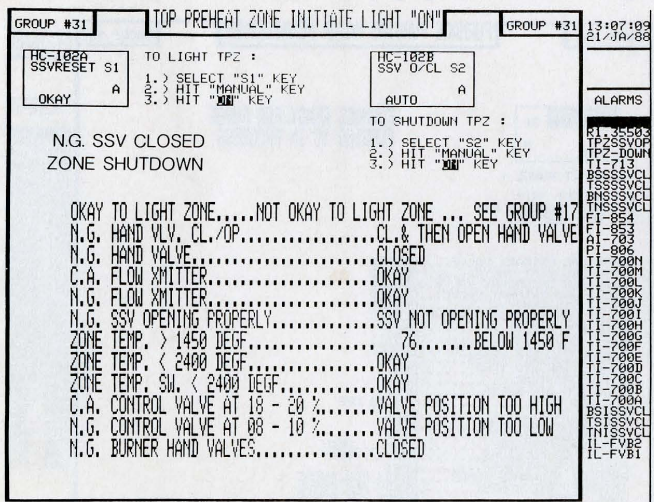 GROUP #31
TOP PREHEAT ZONE INITIATE LIGHT "ON"
GROUP #31
13:07:09
21/JA/88
HC-102A
SSVRESET S1
A
OKAY
TO LIGHT TPZ :
1.) SELECT "S1" KEY
2.) HIT "MANUAL" KEY
3.) HIT "ON" KEY
HC-102B
SSV O/CL S2
A
AUTO
TO SHUTDOWN TPZ :
1.) SELECT "S2" KEY
2.) HIT "MANUAL" KEY
3.) HIT "ON" KEY
N.G. SSV CLOSED
ZONE SHUTDOWN
OKAY TO LIGHT ZONE.....NOT OKAY TO LIGHT ZONE ... SEE GROUP #17
N.G. HAND VLV. CL./OP...............CL.& THEN OPEN HAND VALVE
N.G. HAND VALVE.....................CLOSED
C.A. FLOW XMITTER...................OKAY
N.G. FLOW XMITTER...................OKAY
N.G. SSV OPENING PROPERLY...........SSV NOT OPENING PROPERLY
ZONE TEMP. > 1450 DEGF 76.......BELOW 1450 F
ZONE TEMP. < 2400 DEGF..............OKAY
ZONE TEMP. SW. < 2400 DEGF..........OKAY
C.A. CONTROL VALVE AT 18 - 20 %.....VALVE POSITION TOO HIGH
N.G. CONTROL VALVE AT 08 - 10 %.....VALVE POSITION TOO LOW
N.G. BURNER HAND VALVES.............CLOSED
ALARMS
R1.35503
TPZSSVOP
TPZ-DOWN
TI-713
BSSSSVCL
TSSSSVCL
BNSSSVCL
TNSSSVCL
FI-854
FI-853
AI-703
PI-806
TI-700N
TI-700M
TI-700L
TI-700K
TI-700J
TI-700I
TI-700H
TI-700G
TI-700F
TI-700E
TI-700D
TI-700C
TI-700B
TI-700A
BSISSVCL
TSISSVCL
TNISSVCL
IL-FVB2
IL-FVB1